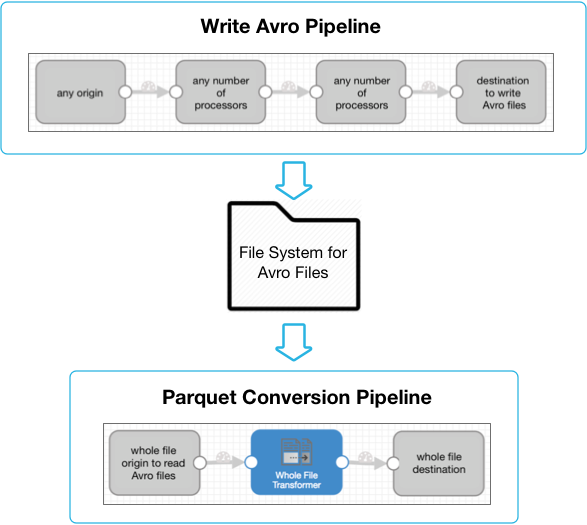 Write Avro Pipeline
any origin
any number
of
processors
any number
of
processors
destination
to write
Avro files
File System for
Avro Files
Parquet Conversion Pipeline
whole file
origin to read
Avro files
Whole File
Transformer
whole file
destination